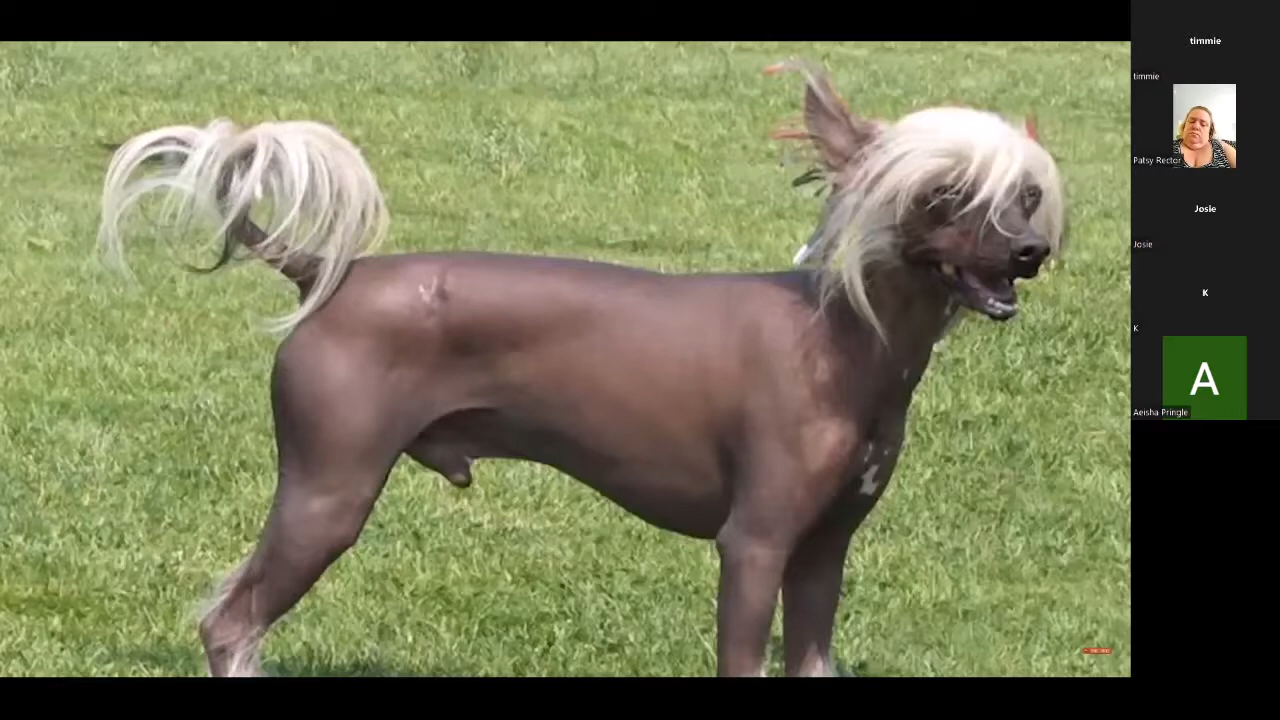 timmie
timmie
Patsy Rector
Josie
Josie
K
K
A
Aeisha Pringle